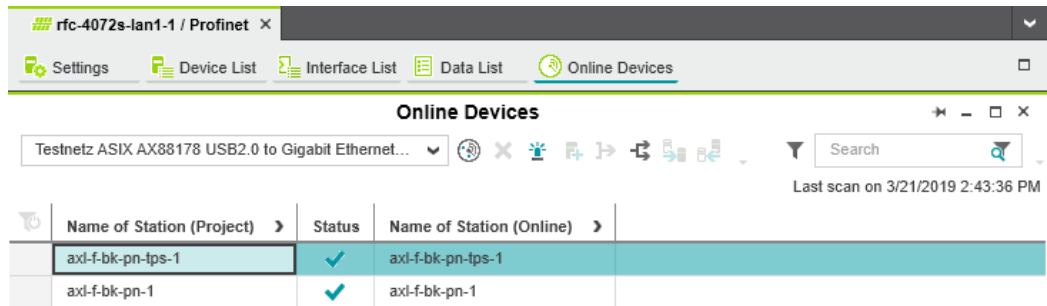 rfc-4072s-lan1-1 / Profinet
Settings Device List Interface List Data List Online Devices
Online Devices
Testnetz ASIX AX88178 USB2.0 to Gigabit Ethernet... Search
Last scan on 3/21/2019 2:43:36 PM
Name of Station (Project) Status Name of Station (Online)
axl-f-bk-pn-tps-1 axl-f-bk-pn-tps-1
axl-f-bk-pn-1 axl-f-bk-pn-1